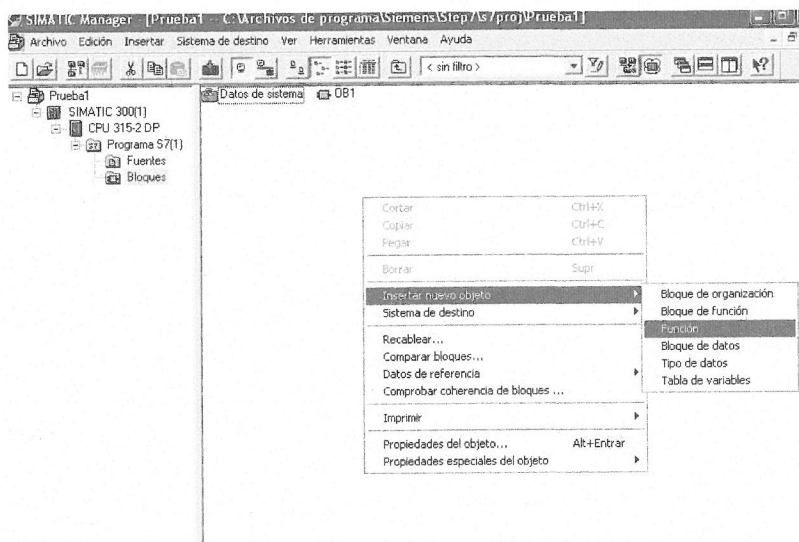 SIMATIC Manager - [Prueba1 -- C:\Archivos de programa\Siemens\Step7\s7proj\Prueba1]
Archivo Edición Insertar Sistema de destino Ver Herramientas Ventana Ayuda
< sin filtro >
Prueba1
SIMATIC 300(1)
CPU 315-2 DP
Programa S7(1)
Fuentes
Bloques
Datos de sistema
OB1
Cortar Ctrl+X
Copiar Ctrl+C
Pegar Ctrl+V
Borrar Supr
Insertar nuevo objeto
Sistema de destino
Recablear...
Comparar bloques...
Datos de referencia
Comprobar coherencia de bloques ...
Imprimir
Propiedades del objeto... Alt+Entrar
Propiedades especiales del objeto
Bloque de organización
Bloque de función
Función
Bloque de datos
Tipo de datos
Tabla de variables